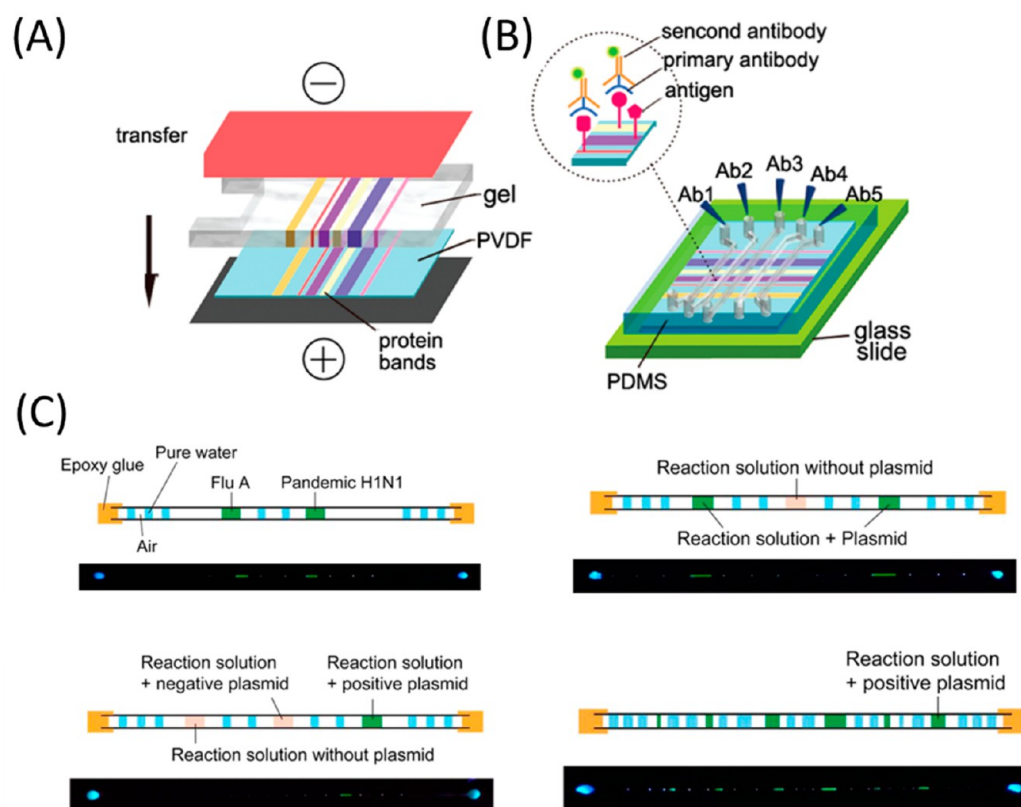 (A)
transfer
−
gel
PVDF
protein
bands
+
(B)
sencond antibody
primary antibody
antigen
Ab1
Ab2
Ab3
Ab4
Ab5
glass
slide
PDMS
(C)
Epoxy glue
Pure water
Flu A
Pandemic H1N1
Air
Reaction solution without plasmid
Reaction solution + Plasmid
Reaction solution
+ negative plasmid
Reaction solution
+ positive plasmid
Reaction solution without plasmid
Reaction solution
+ positive plasmid